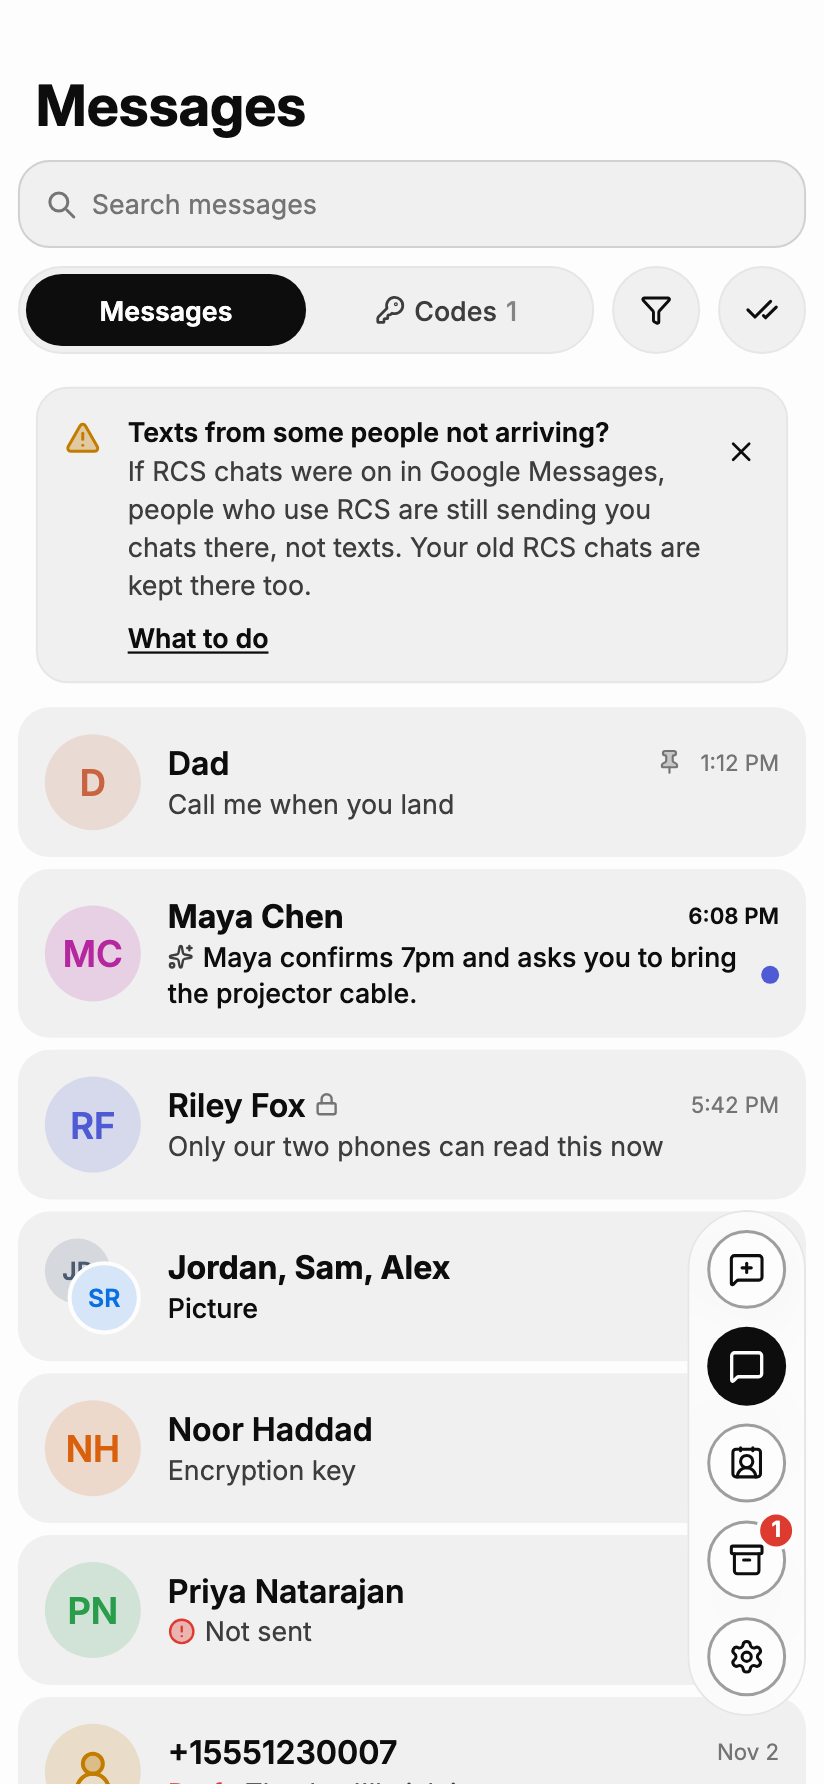 Messages
Search messages
Messages
Codes 1
Texts from some people not arriving?
If RCS chats were on in Google Messages,
people who use RCS are still sending you
chats there, not texts. Your old RCS chats are
kept there too.
What to do
D
Dad
1:12 PM
Call me when you land
MC
Maya Chen
6:08 PM
Maya confirms 7pm and asks you to bring
the projector cable.
RF
Riley Fox
5:42 PM
Only our two phones can read this now
SR
Jordan, Sam, Alex
Picture
NH
Noor Haddad
Encryption key
1
PN
Priya Natarajan
Not sent
+15551230007
Nov 2